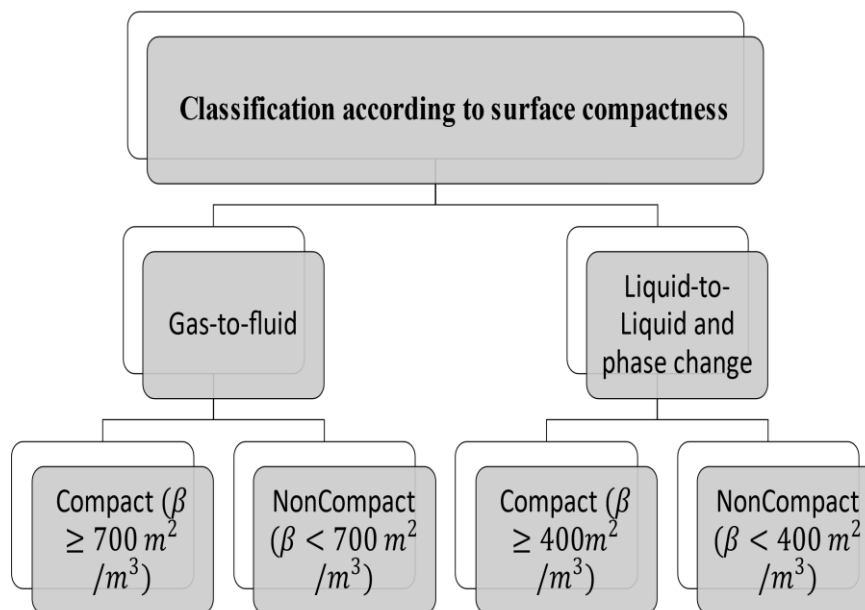 Classification according to surface compactness
Gas-to-fluid
Liquid-to-
Liquid and
phase change
Compact (β
≥ 700 m²
/m³)
NonCompact
(β < 700 m²
/m³)
Compact (β
≥ 400m²
/m³)
NonCompact
(β < 400 m²
/m³)